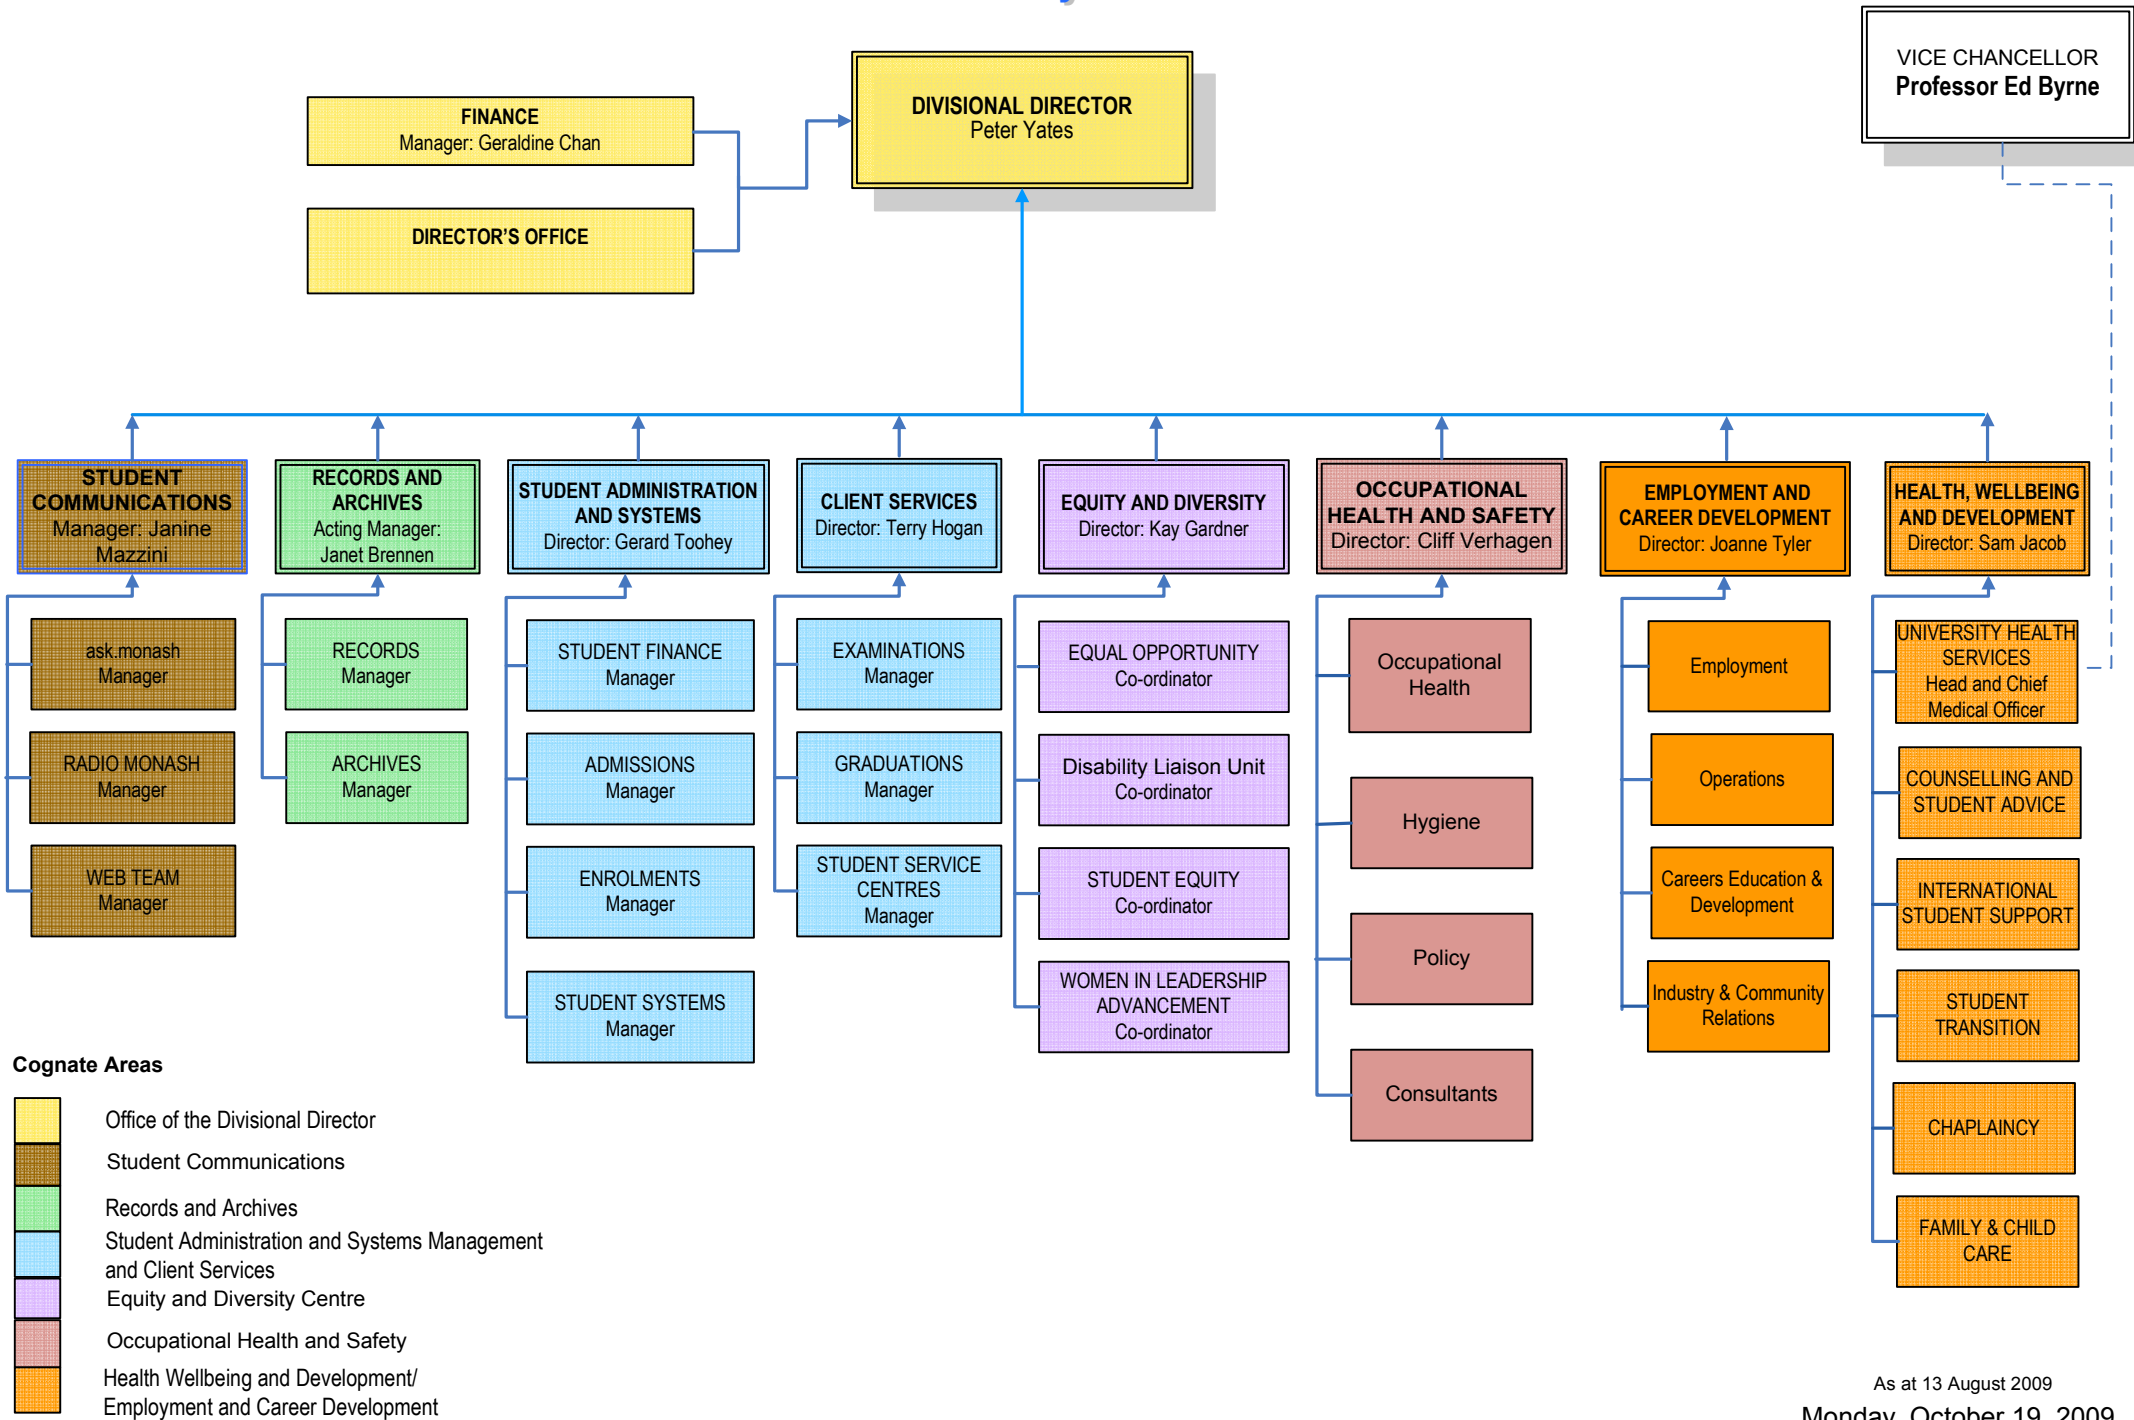 VICE CHANCELLOR
Professor Ed Byrne
DIVISIONAL DIRECTOR
Peter Yates
FINANCE
Manager: Geraldine Chan
DIRECTOR'S OFFICE
STUDENT
COMMUNICATIONS
Manager: Janine
Mazzini
RECORDS AND
ARCHIVES
Acting Manager:
Janet Brennen
STUDENT ADMINISTRATION
AND SYSTEMS
Director: Gerard Toohey
CLIENT SERVICES
Director: Terry Hogan
EQUITY AND DIVERSITY
Director: Kay Gardner
OCCUPATIONAL
HEALTH AND SAFETY
Director: Cliff Verhagen
EMPLOYMENT AND
CAREER DEVELOPMENT
Director: Joanne Tyler
HEALTH, WELLBEING
AND DEVELOPMENT
Director: Sam Jacob
ask.monash
Manager
RADIO MONASH
Manager
WEB TEAM
Manager
RECORDS
Manager
ARCHIVES
Manager
STUDENT FINANCE
Manager
ADMISSIONS
Manager
ENROLMENTS
Manager
STUDENT SYSTEMS
Manager
EXAMINATIONS
Manager
GRADUATIONS
Manager
STUDENT SERVICE
CENTRES
Manager
EQUAL OPPORTUNITY
Co-ordinator
Disability Liaison Unit
Co-ordinator
STUDENT EQUITY
Co-ordinator
WOMEN IN LEADERSHIP
ADVANCEMENT
Co-ordinator
Occupational
Health
Hygiene
Policy
Consultants
Employment
Operations
Careers Education &
Development
Industry & Community
Relations
UNIVERSITY HEALTH
SERVICES
Head and Chief
Medical Officer
COUNSELLING AND
STUDENT ADVICE
INTERNATIONAL
STUDENT SUPPORT
STUDENT
TRANSITION
CHAPLAINCY
FAMILY & CHILD
CARE
Cognate Areas
Office of the Divisional Director
Student Communications
Records and Archives
Student Administration and Systems Management
and Client Services
Equity and Diversity Centre
Occupational Health and Safety
Health Wellbeing and Development/
Employment and Career Development
As at 13 August 2009
Monday, October 19, 2009